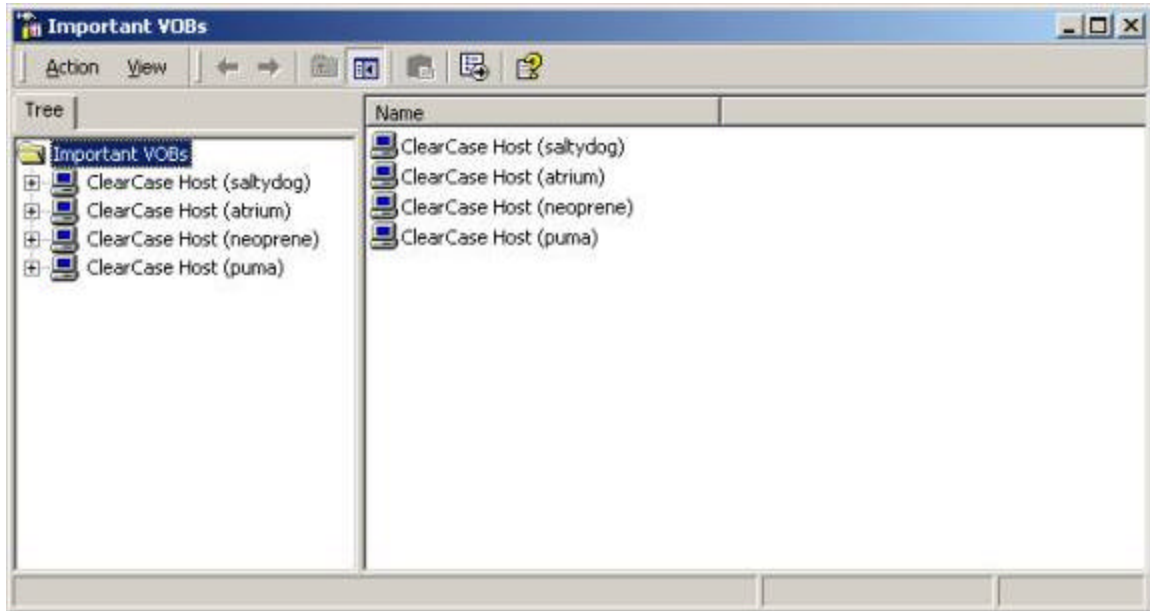 Important VOBs
Action View
Tree
Name
Important VOBs
ClearCase Host (saltydog)
ClearCase Host (atrium)
ClearCase Host (neoprene)
ClearCase Host (puma)
ClearCase Host (saltydog)
ClearCase Host (atrium)
ClearCase Host (neoprene)
ClearCase Host (puma)